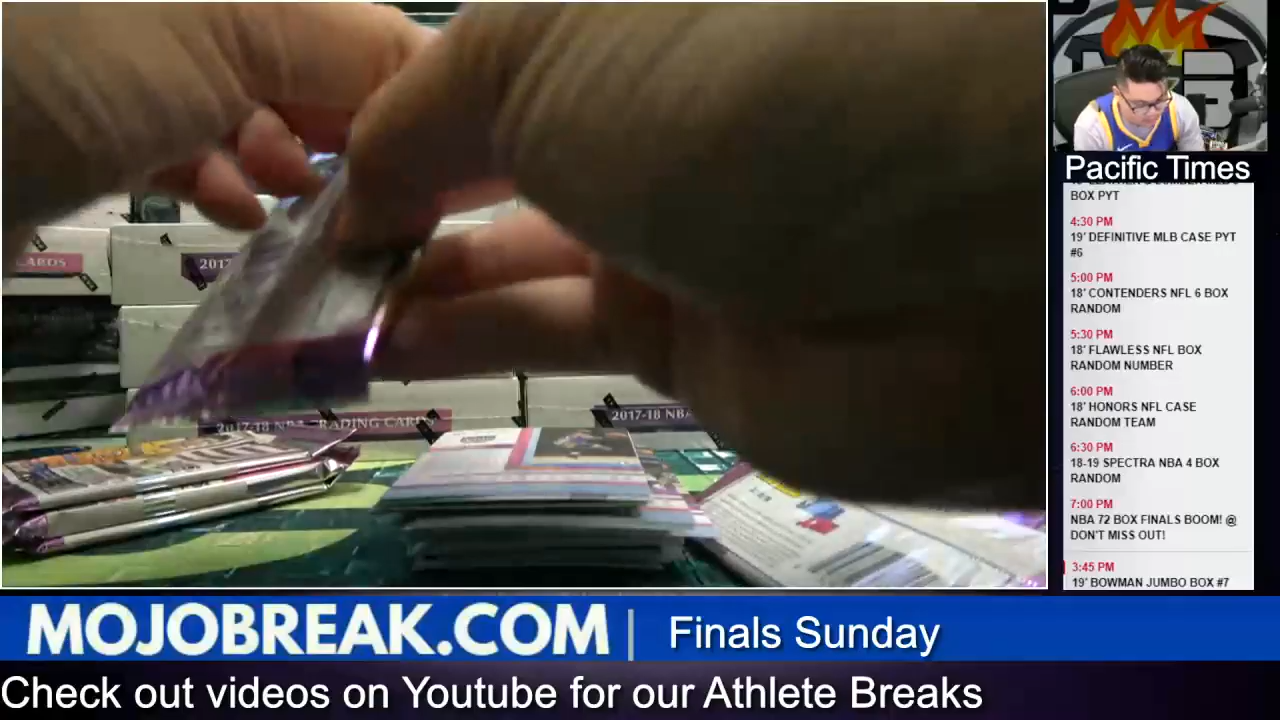 Pacific Times
BOX PYT
4:30 PM
19' DEFINITIVE MLB CASE PYT
#6
5:00 PM
18' CONTENDERS NFL 6 BOX
RANDOM
5:30 PM
18' FLAWLESS NFL BOX
RANDOM NUMBER
6:00 PM
18' HONORS NFL CASE
RANDOM TEAM
6:30 PM
18-19 SPECTRA NBA 4 BOX
RANDOM
7:00 PM
NBA 72 BOX FINALS BOOM! @
DON'T MISS OUT!
3:45 PM
19' BOWMAN JUMBO BOX #7
CARDS
2017
2017-18 NBA TRADING CARDS
2017-18 NBA
MOJOBREAK.COM | Finals Sunday
Check out videos on Youtube for our Athlete Breaks